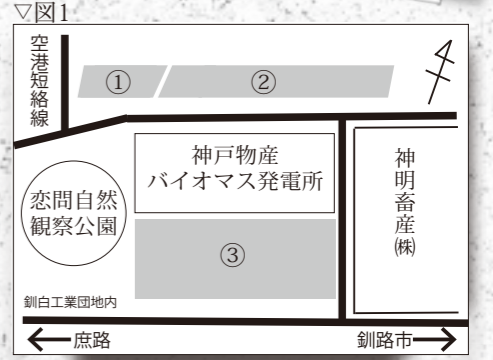 ▽図1
空港短絡線
①
②
神戸物産
バイオマス発電所
神明畜産㈱
恋問自然
観察公園
③
釧白工業団地内
←庶路
釧路市→